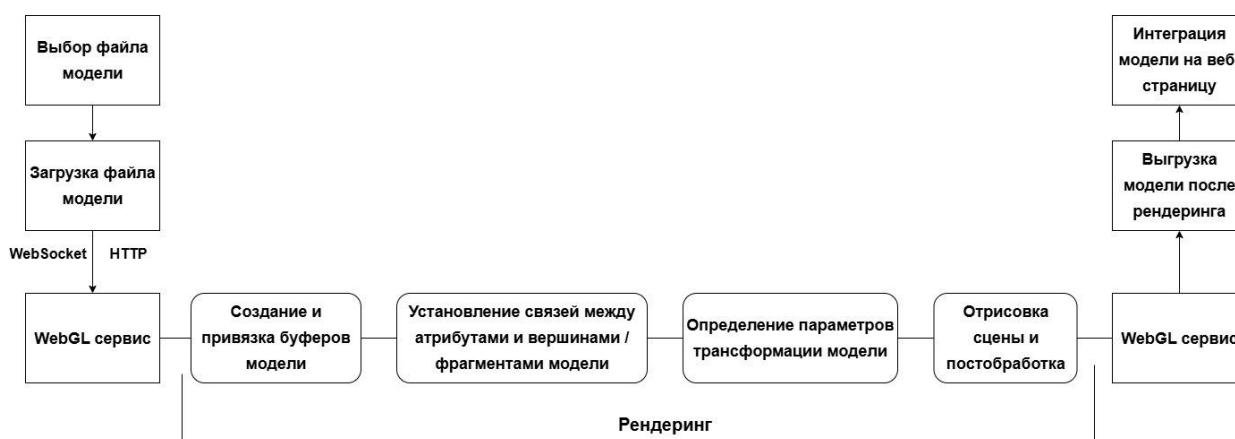 Выбор файла
модели
Загрузка файла
модели
WebSocket HTTP
WebGL сервис
Создание и
привязка буферов
модели
Установление связей между
атрибутами и вершинами /
фрагментами модели
Определение параметров
трансформации модели
Отрисовка
сцены и
постобработка
WebGL сервис
Выгрузка
модели после
рендеринга
Интеграция
модели на веб
страницу
Рендеринг